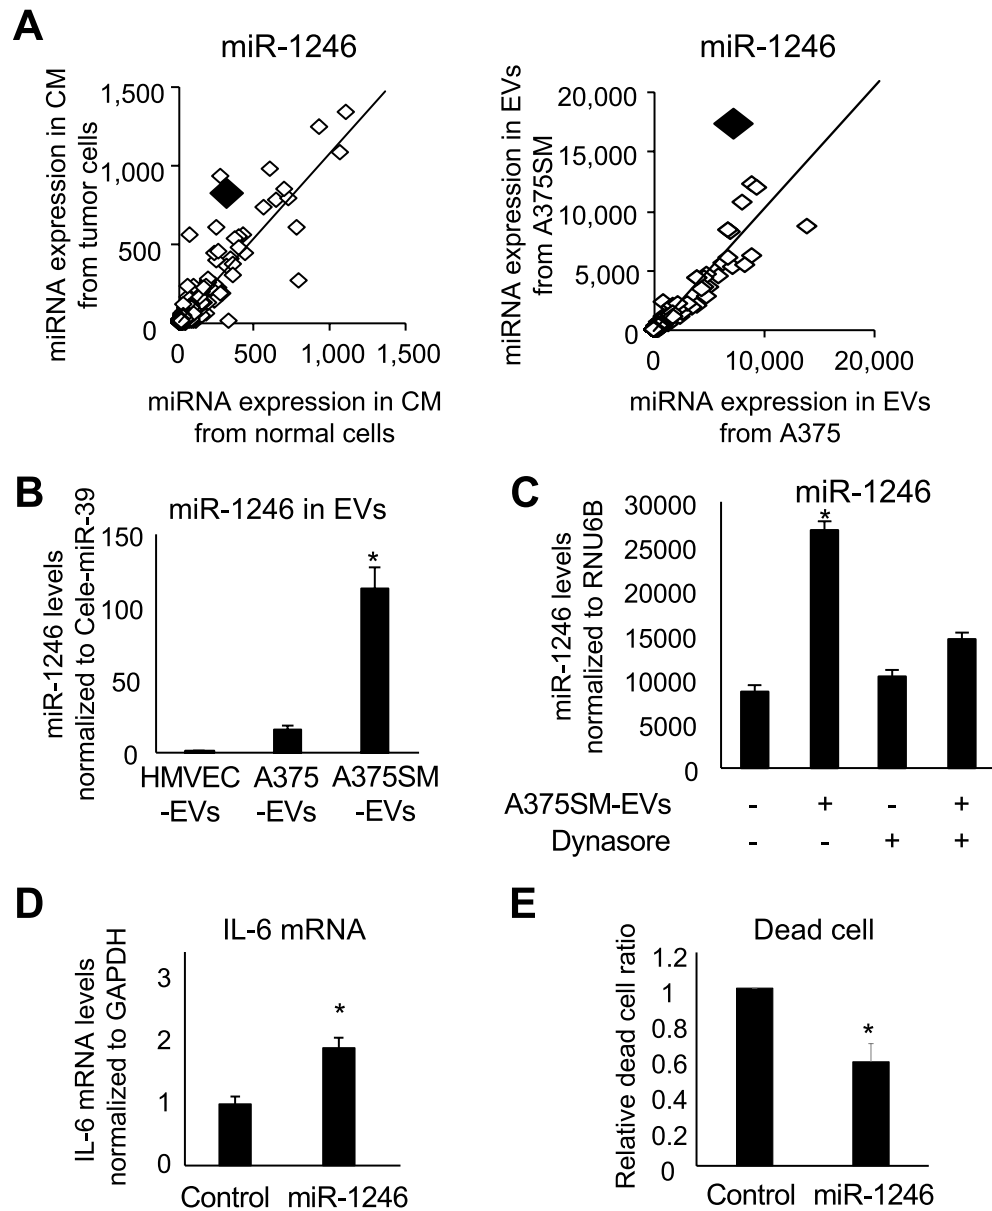 A
miR-1246
miRNA expression in CM
from tumor cells
1,500
1,000
500
0
0 500 1,000 1,500
miRNA expression in CM
from normal cells
miR-1246
miRNA expression in EVs
from A375SM
20,000
15,000
10,000
5,000
0
0 10,000 20,000
miRNA expression in EVs
from A375
B
miR-1246 in EVs
miR-1246 levels
normalized to Cele-miR-39
150
100
50
0
*
HMVEC
-EVs
A375
-EVs
A375SM
-EVs
C
miR-1246
miR-1246 levels
normalized to RNU6B
30000
25000
20000
15000
10000
5000
0
*
A375SM-EVs - + - +
Dynasore - - + +
D
IL-6 mRNA
IL-6 mRNA levels
normalized to GAPDH
3
2
1
0
*
Control miR-1246
E
Dead cell
Relative dead cell ratio
1.2
1
0.8
0.6
0.4
0.2
0
*
Control miR-1246